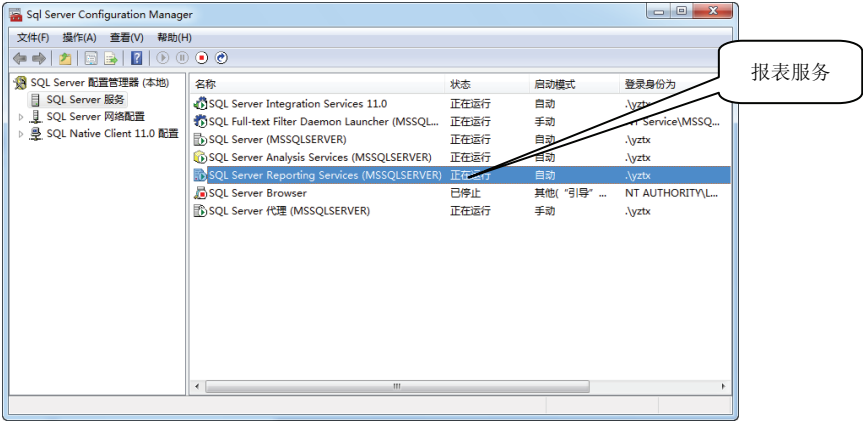 Sql Server Configuration Manager
文件(F) 操作(A) 查看(V) 帮助(H)
SQL Server 配置管理器 (本地)
SQL Server 服务
SQL Server 网络配置
SQL Native Client 11.0 配置
名称 状态 启动模式 登录身份为
SQL Server Integration Services 11.0 正在运行 自动 .\yztx
SQL Full-text Filter Daemon Launcher (MSSQL... 正在运行 手动 Service\MSSQ...
SQL Server (MSSQLSERVER) 正在运行 自动 .\yztx
SQL Server Analysis Services (MSSQLSERVER) 正在运行 自动 .\yztx
SQL Server Reporting Services (MSSQLSERVER) 正在运行 自动 .\yztx
SQL Server Browser 已停止 其他("引导"... NT AUTHORITY\L...
SQL Server 代理 (MSSQLSERVER) 正在运行 手动 .\yztx
报表服务